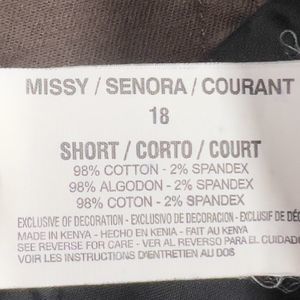 MISSY / SENORA / COURANT
18
SHORT / CORTO / COURT
98% COTTON - 2% SPANDEX
98% ALGODON - 2% SPANDEX
98% COTON - 2% SPANDEX
EXCLUSIVE OF DECORATION - EXCLUSIVO DE DECORACION - EXCLUSIF DE DÉC
MADE IN KENYA - HECHO EN KENIA - FAIT AU KENYA
SEE REVERSE FOR CARE - VER AL REVERSO PARA EL CUIDADO
VOIR LES INSTRUCTIONS D'ENTRETIEN AU DOS